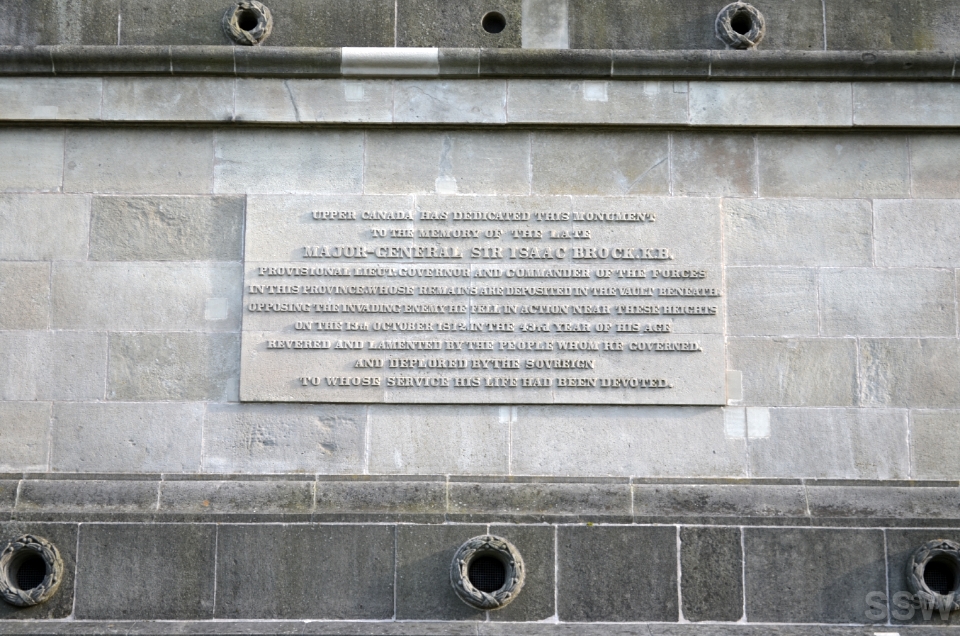 UPPER CANADA HAS DEDICATED THIS MONUMENT
TO THE MEMORY OF THE LATE
MAJOR-GENERAL SIR ISAAC BROCK.K.B.
PROVISIONAL LIEUT.GOVERNOR AND COMMANDER OF THE FORCES
IN THIS PROVINCE,WHOSE REMAINS ARE DEPOSITED IN THE VAULT BENEATH.
OPPOSING THE INVADING ENEMY HE FELL IN ACTION NEAR THESE HEIGHTS
ON THE 13th OCTOBER 1812 IN THE 43rd YEAR OF HIS AGE
REVERED AND LAMENTED BY THE PEOPLE WHOM HE GOVERNED,
AND DEPLORED BY THE SOVEREIGN
TO WHOSE SERVICE HIS LIFE HAD BEEN DEVOTED.
SSW